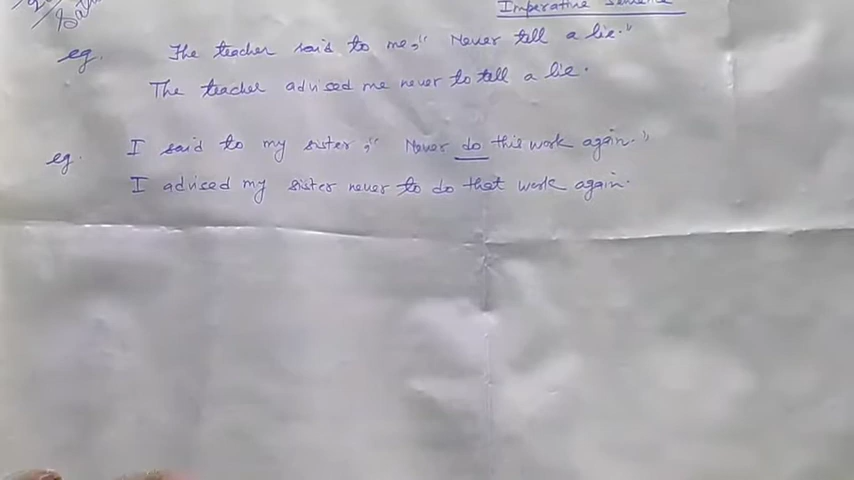 Imperative Sentence
eg. The teacher said to me, " Never tell a lie."
The teacher advised me never to tell a lie.
eg. I said to my sister, " Never do this work again."
I advised my sister never to do that work again.